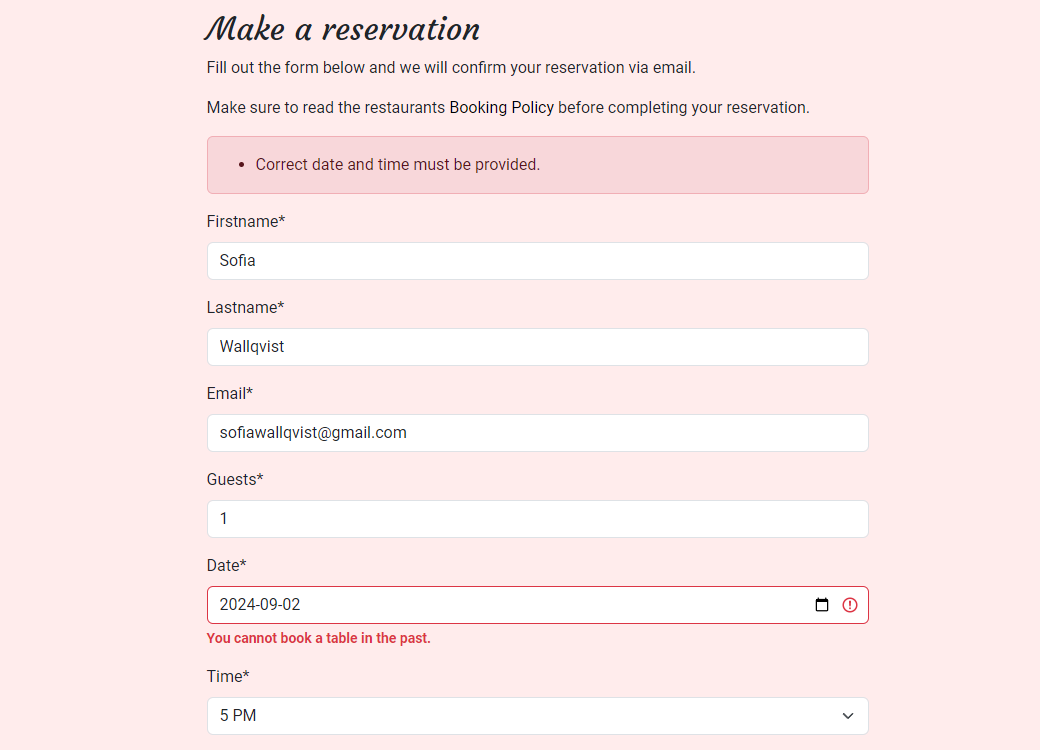 Make a reservation
Fill out the form below and we will confirm your reservation via email.
Make sure to read the restaurants Booking Policy before completing your reservation.
• Correct date and time must be provided.
Firstname*
Sofia
Lastname*
Wallqvist
Email*
sofiawallqvist@gmail.com
Guests*
1
Date*
2024-09-02
You cannot book a table in the past.
Time*
5 PM